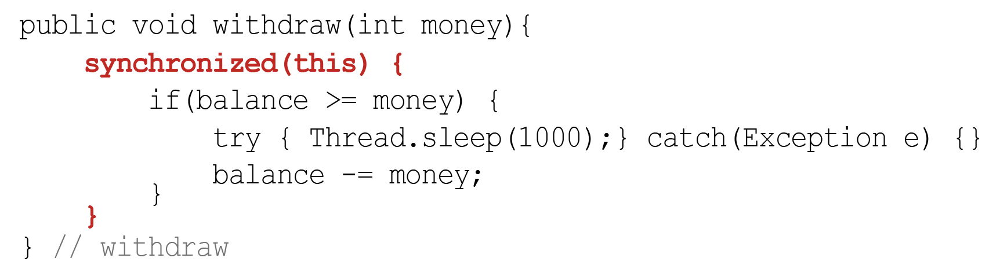 public void withdraw(int money){
    synchronized(this) {
        if(balance >= money) {
            try { Thread.sleep(1000);} catch(Exception e) {}
            balance -= money;
        }
    }
} // withdraw